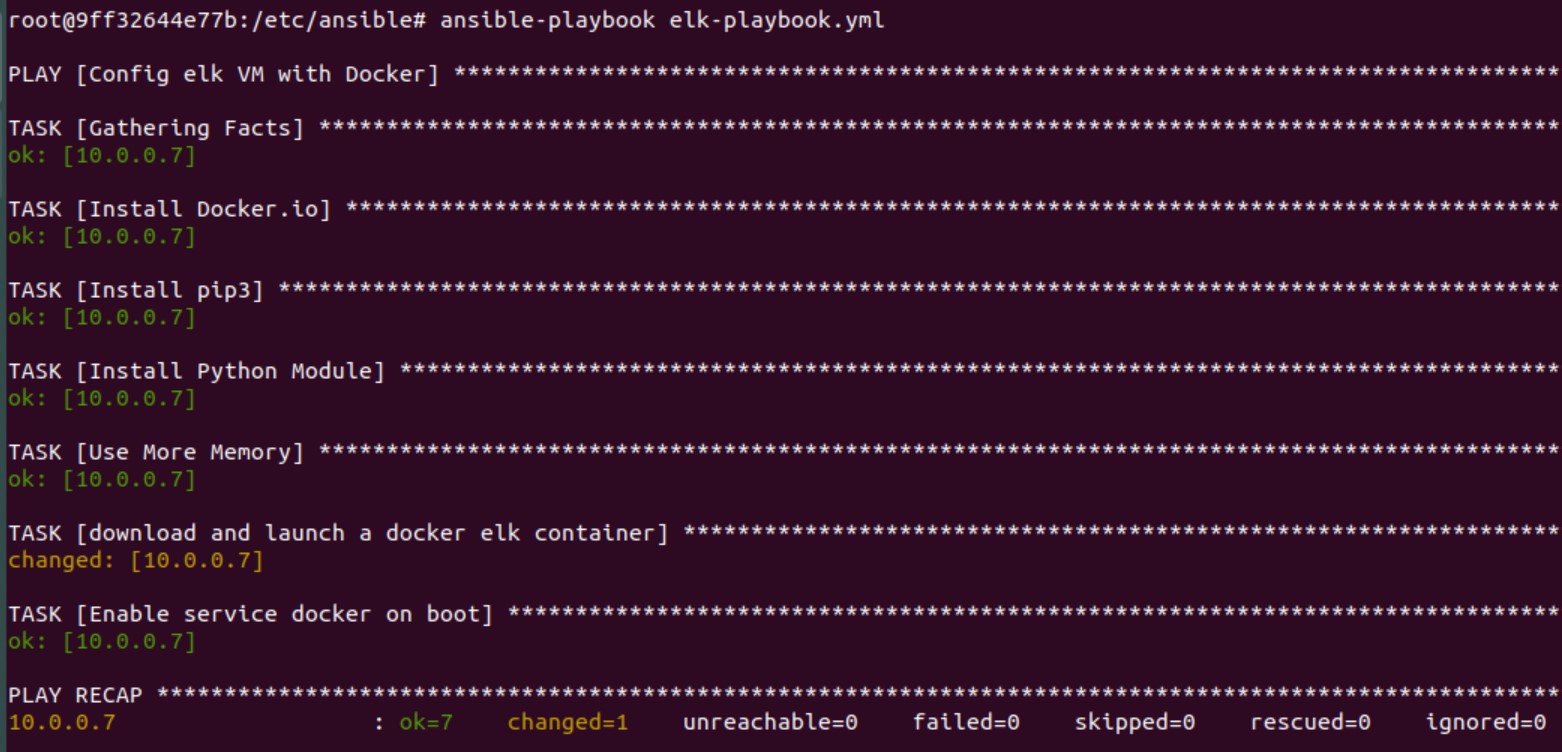 root@9ff32644e77b:/etc/ansible# ansible-playbook elk-playbook.yml
PLAY [Config elk VM with Docker] **********************************************************************************
TASK [Gathering Facts] ********************************************************************************************
ok: [10.0.0.7]
TASK [Install Docker.io] ******************************************************************************************
ok: [10.0.0.7]
TASK [Install pip3] ***********************************************************************************************
ok: [10.0.0.7]
TASK [Install Python Module] **************************************************************************************
ok: [10.0.0.7]
TASK [Use More Memory] ********************************************************************************************
ok: [10.0.0.7]
TASK [download and launch a docker elk container] *****************************************************************
changed: [10.0.0.7]
TASK [Enable service docker on boot] ******************************************************************************
ok: [10.0.0.7]
PLAY RECAP ********************************************************************************************************
10.0.0.7                   : ok=7    changed=1    unreachable=0    failed=0    skipped=0    rescued=0    ignored=0